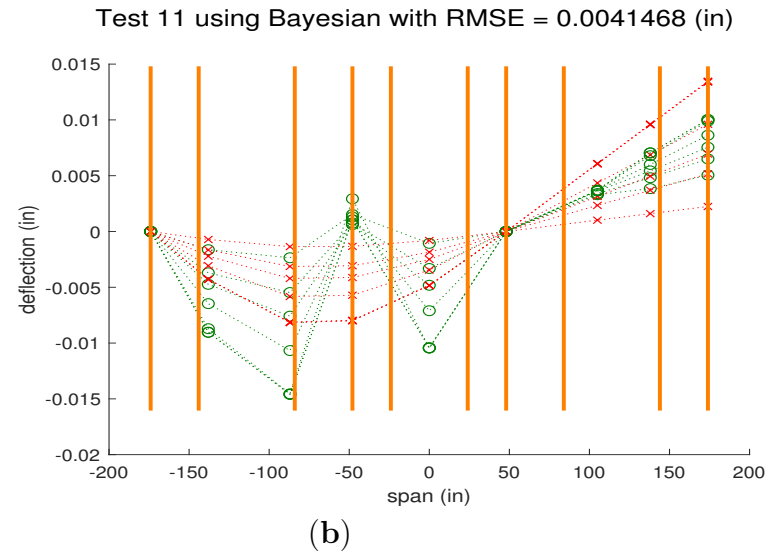 Test 11 using Bayesian with RMSE = 0.0041468 (in)
0.015
0.01
0.005
0
-0.005
-0.01
-0.015
-0.02
deflection (in)
-200 -150 -100 -50 0 50 100 150 200
span (in)
(b)